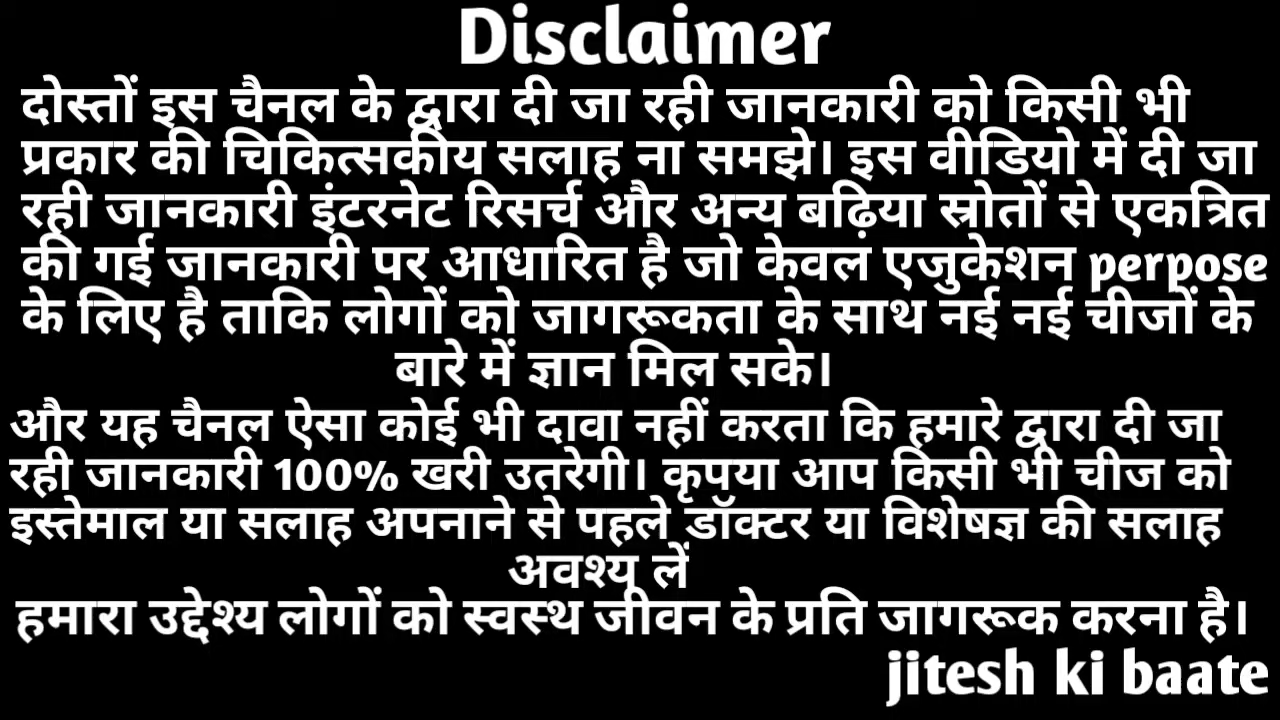 Disclaimer
दोस्तों इस चैनल के द्वारा दी जा रही जानकारी को किसी भी
प्रकार की चिकित्सकीय सलाह ना समझे। इस वीडियो में दी जा
रही जानकारी इंटरनेट रिसर्च और अन्य बढ़िया स्रोतों से एकत्रित
की गई जानकारी पर आधारित है जो केवल एजुकेशन perpose
के लिए है ताकि लोगों को जागरूकता के साथ नई नई चीजों के
बारे में ज्ञान मिल सके।
और यह चैनल ऐसा कोई भी दावा नहीं करता कि हमारे द्वारा दी जा
रही जानकारी 100% खरी उतरेगी। कृपया आप किसी भी चीज को
इस्तेमाल या सलाह अपनाने से पहले डॉक्टर या विशेषज्ञ की सलाह
अवश्य लें
हमारा उद्देश्य लोगों को स्वस्थ जीवन के प्रति जागरूक करना है।
jitesh ki baate